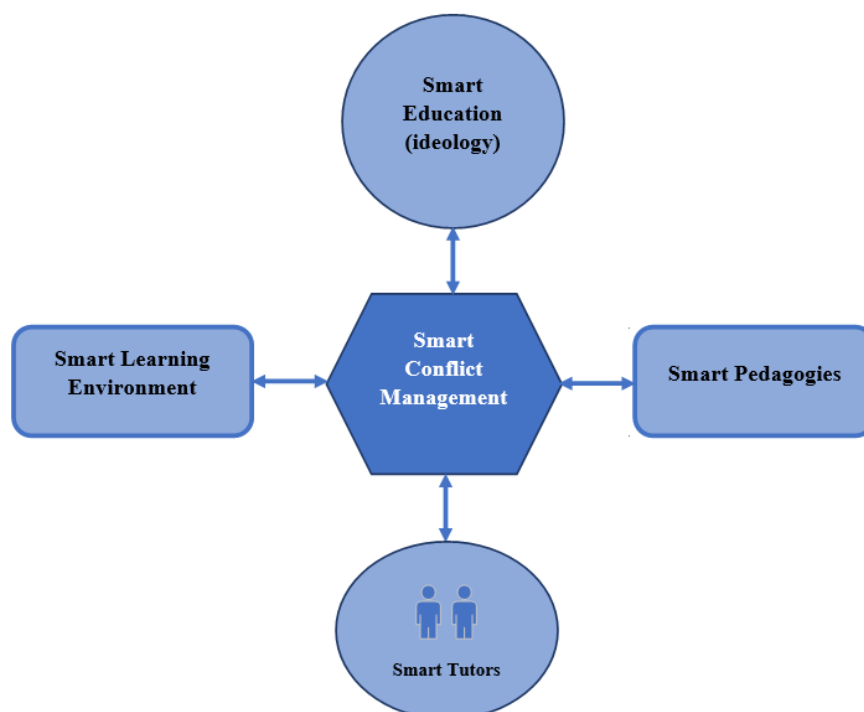 Smart
Education
(ideology)
Smart Learning
Environment
Smart
Conflict
Management
Smart Pedagogies
Smart Tutors